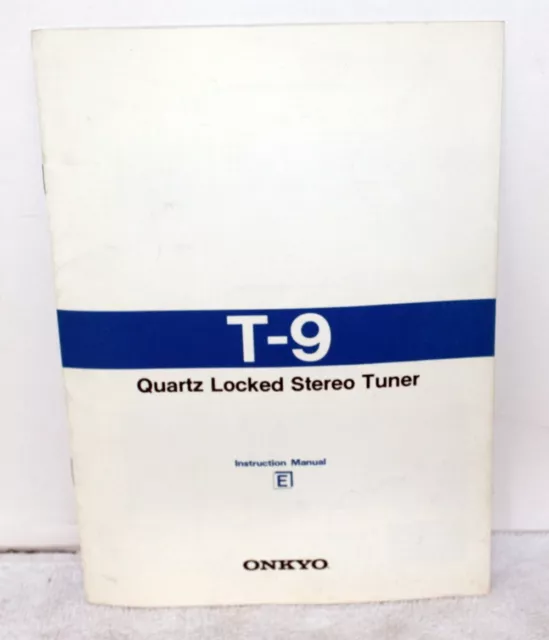 T-9
Quartz Locked Stereo Tuner
Instruction Manual
E
ONKYO